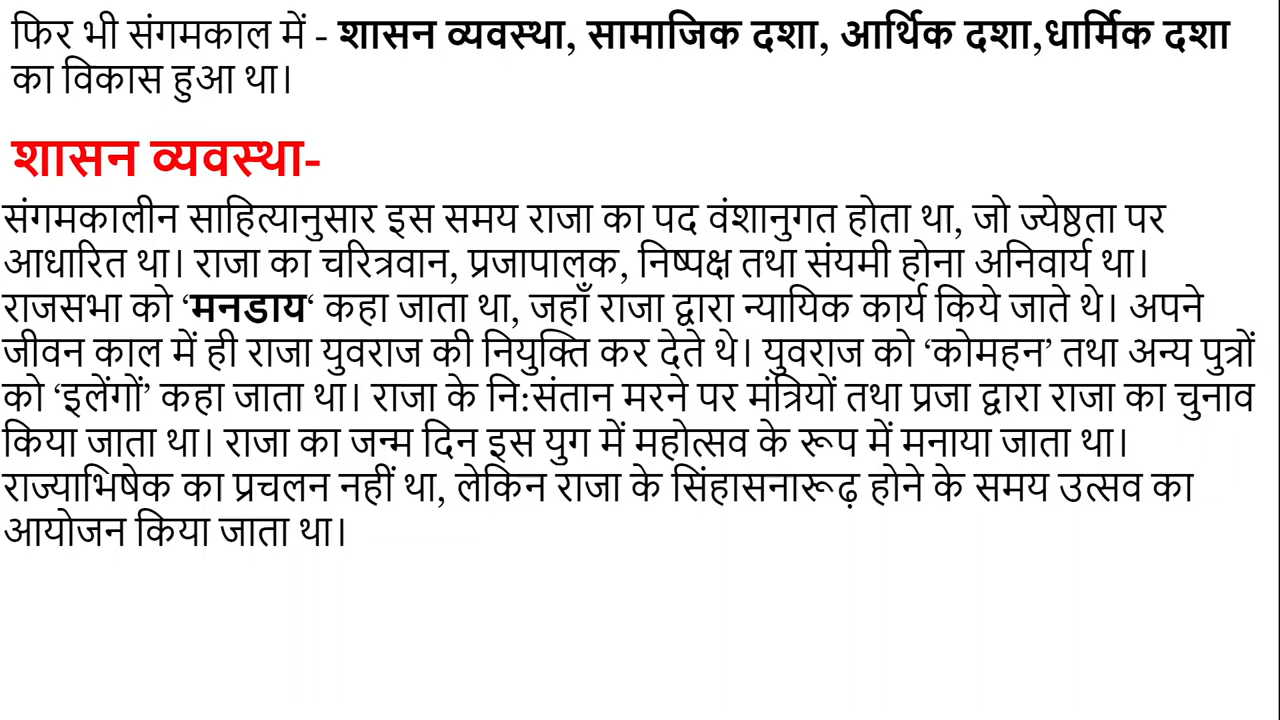 फिर भी संगमकाल में - शासन व्यवस्था, सामाजिक दशा, आर्थिक दशा,धार्मिक दशा
का विकास हुआ था।
शासन व्यवस्था-
संगमकालीन साहित्यानुसार इस समय राजा का पद वंशानुगत होता था, जो ज्येष्ठता पर
आधारित था। राजा का चरित्रवान, प्रजापालक, निष्पक्ष तथा संयमी होना अनिवार्य था।
राजसभा को ‘मनडाय‘ कहा जाता था, जहाँ राजा द्वारा न्यायिक कार्य किये जाते थे। अपने
जीवन काल में ही राजा युवराज की नियुक्ति कर देते थे। युवराज को ‘कोमहन’ तथा अन्य पुत्रों
को ‘इलेंगों’ कहा जाता था। राजा के नि:संतान मरने पर मंत्रियों तथा प्रजा द्वारा राजा का चुनाव
किया जाता था। राजा का जन्म दिन इस युग में महोत्सव के रूप में मनाया जाता था।
राज्याभिषेक का प्रचलन नहीं था, लेकिन राजा के सिंहासनारूढ़ होने के समय उत्सव का
आयोजन किया जाता था।